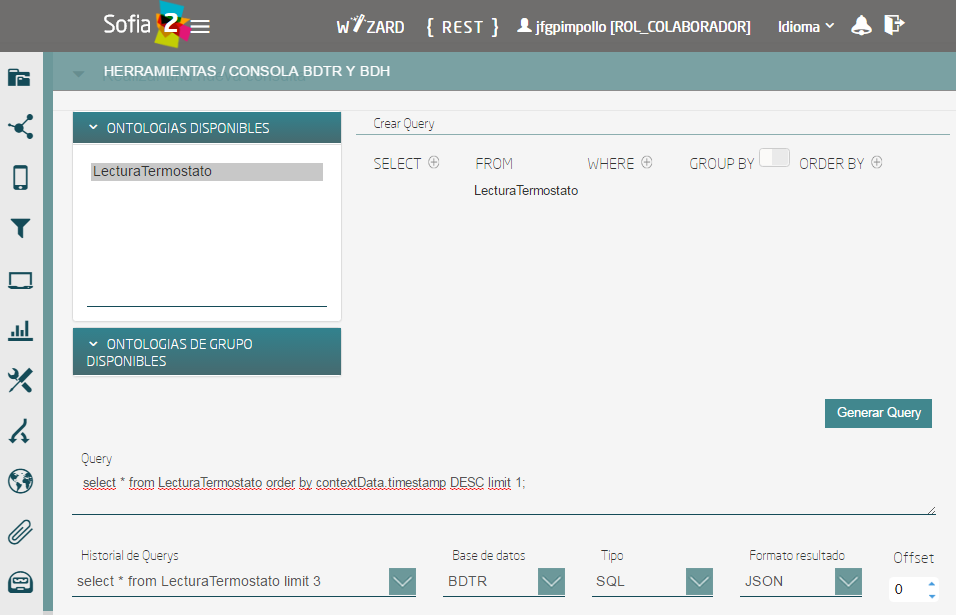 Sofia2
WIZARD
{ REST }
jfgpimpollo [ROL_COLABORADOR]
Idioma
HERRAMIENTAS / CONSOLA BDTR Y BDH
ONTOLOGIAS DISPONIBLES
LecturaTermostato
Crear Query
SELECT
FROM
WHERE
GROUP BY
ORDER BY
LecturaTermostato
ONTOLOGIAS DE GRUPO
DISPONIBLES
Generar Query
Query
select * from LecturaTermostato order by contextData.timestamp DESC limit 1;
Historial de Querys
Base de datos
Tipo
Formato resultado
Offset
select * from LecturaTermostato limit 3
BDTR
SQL
JSON
0